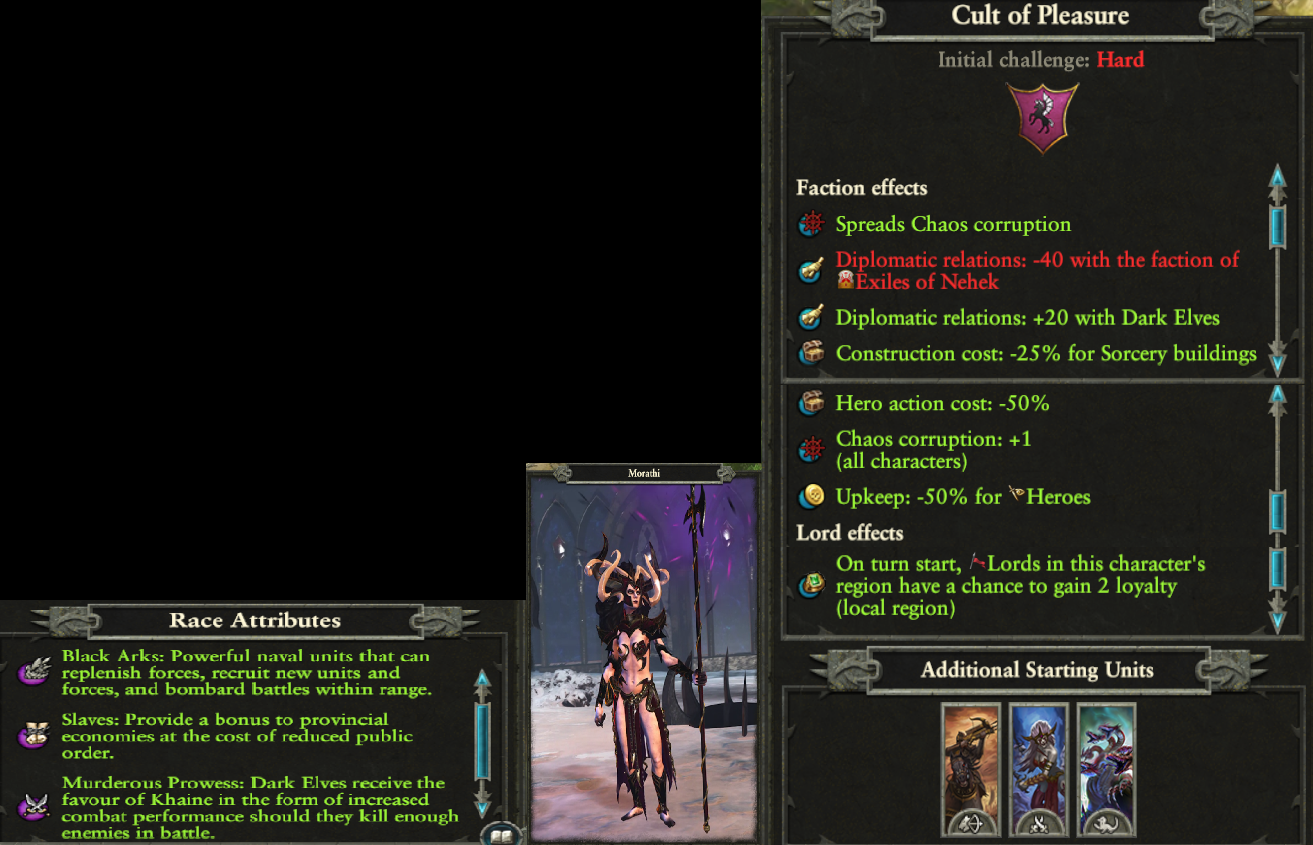 Cult of Pleasure
Initial challenge: Hard
Faction effects
Spreads Chaos corruption
Diplomatic relations: -40 with the faction of
Exiles of Nehek
Diplomatic relations: +20 with Dark Elves
Construction cost: -25% for Sorcery buildings
Hero action cost: -50%
Chaos corruption: +1
(all characters)
Upkeep: -50% for Heroes
Lord effects
On turn start, Lords in this character's
region have a chance to gain 2 loyalty
(local region)
Additional Starting Units
Morathi
Race Attributes
Black Arks: Powerful naval units that can
replenish forces, recruit new units and
forces, and bombard battles within range.
Slaves: Provide a bonus to provincial
economies at the cost of reduced public
order.
Murderous Prowess: Dark Elves receive the
favour of Khaine in the form of increased
combat performance should they kill enough
enemies in battle.